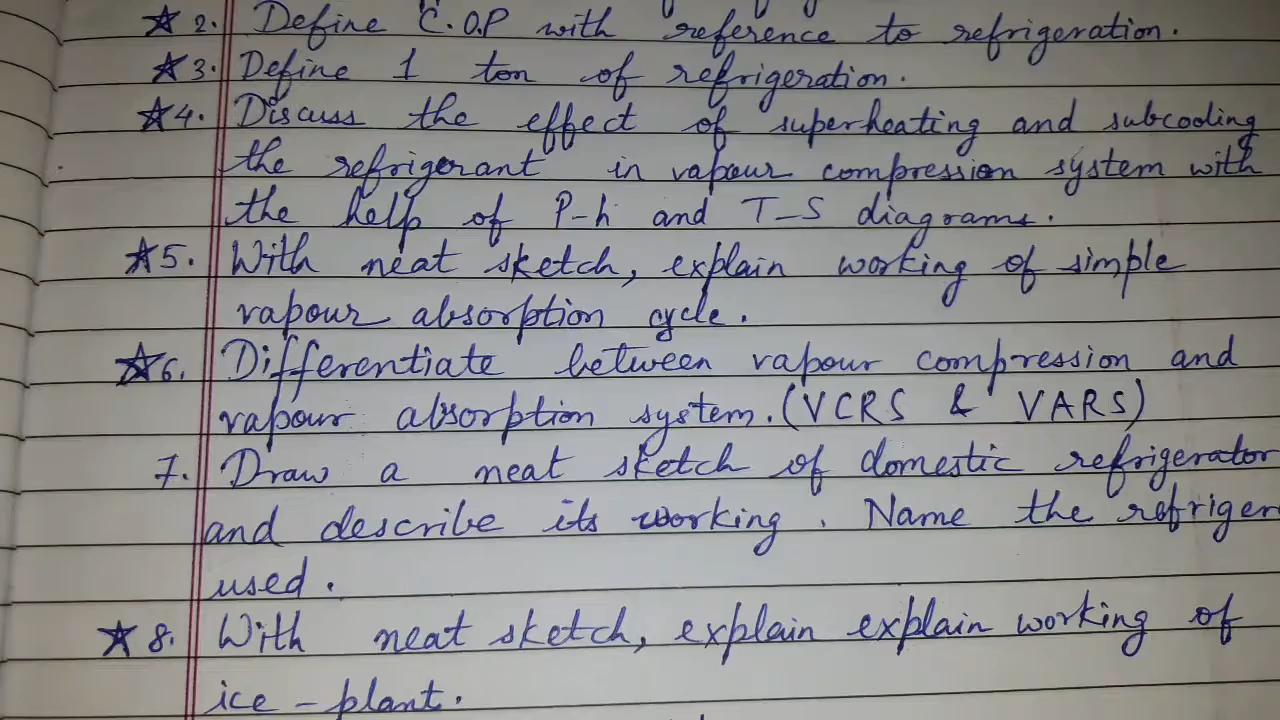 ☆ 2. Define C.O.P with reference to refrigeration.
☆ 3. Define 1 ton of refrigeration.
☆ 4. Discuss the effect of superheating and subcooling
the refrigerant in vapour compression system with
the help of P-h and T-S diagrams.
☆ 5. With neat sketch, explain working of simple
vapour absorption cycle.
☆ 6. Differentiate between vapour compression and
vapour absorption system. (VCRS & VARS)
7. Draw a neat sketch of domestic refrigerator
and describe its working. Name the refriger
used.
☆ 8. With neat sketch, explain explain working of
ice-plant.